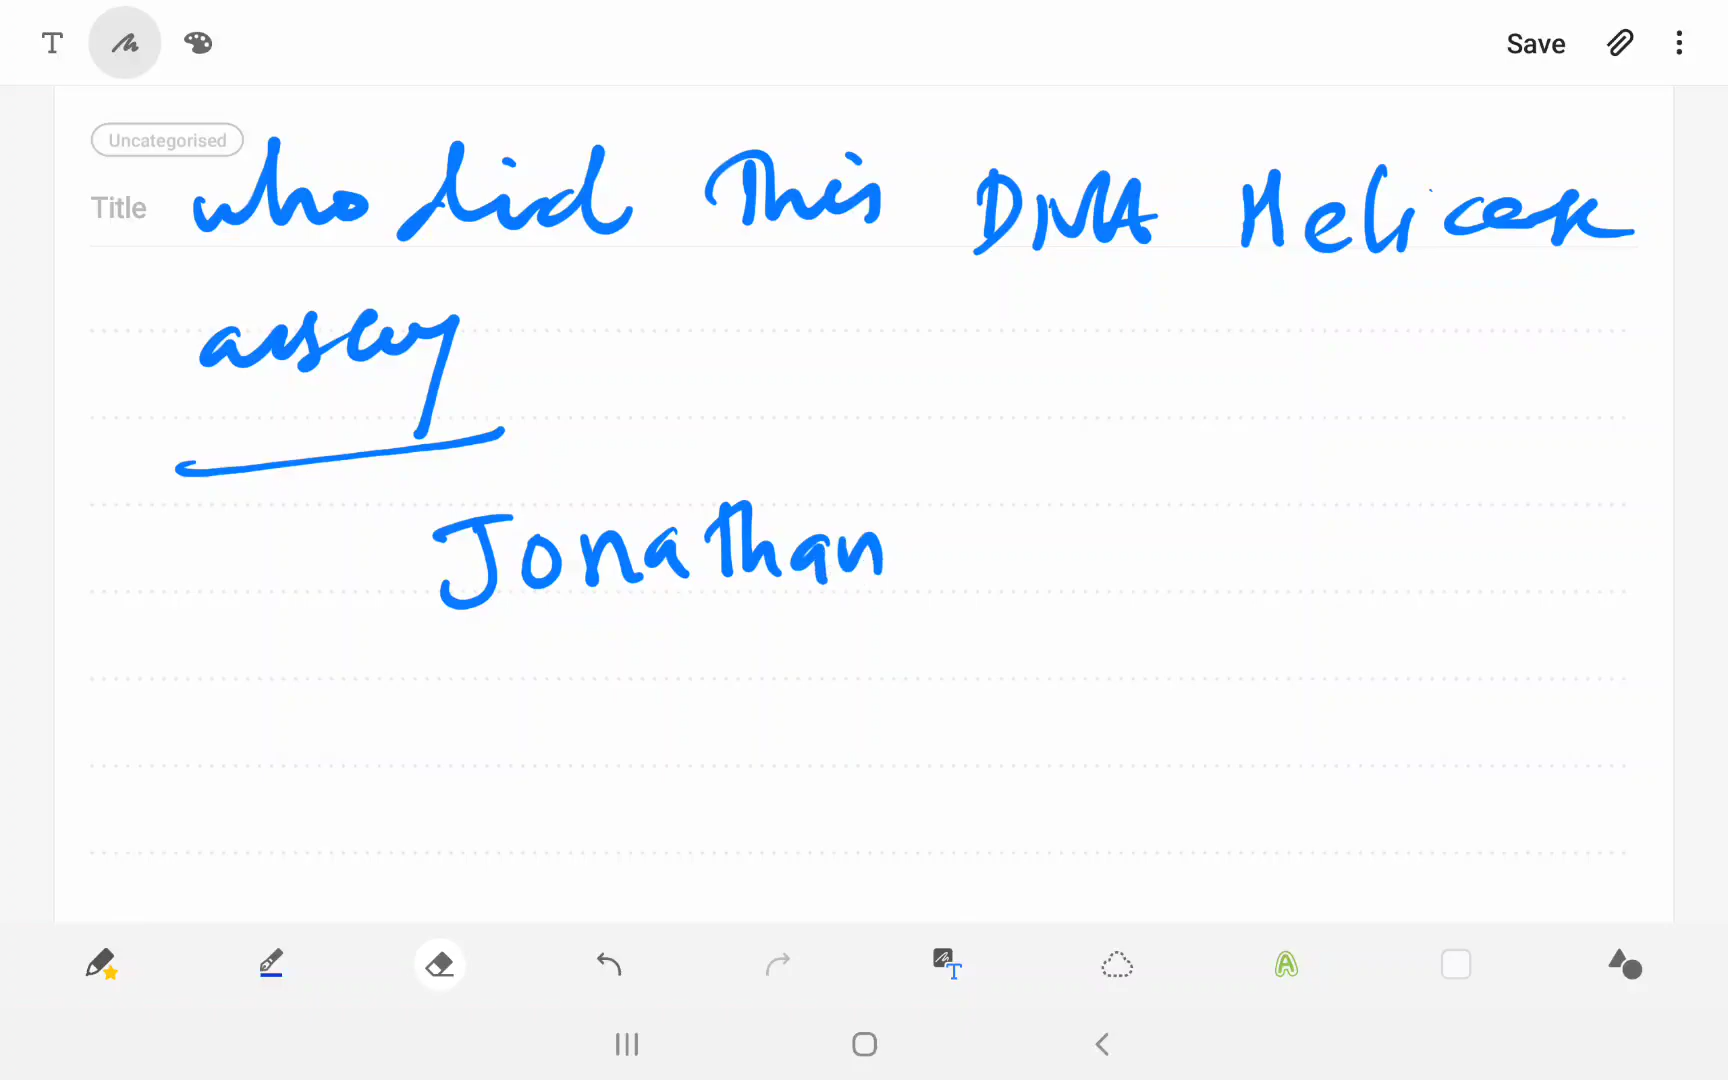 Save
Uncategorised
Title
who did This DNA Helicase
assay
Jonathan